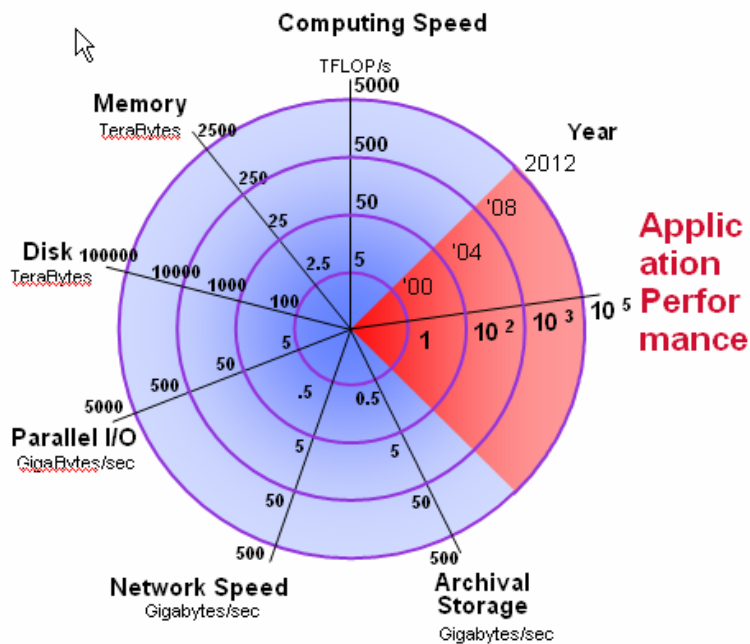 Computing Speed
TFLOP/s
5000
500
50
5
Memory
TeraBytes
2500
250
25
2.5
Year
2012
'08
'04
'00
Applic
ation
Perfor
mance
1
10 2
10 3
10 5
Disk
TeraBytes
100000
10000
1000
100
Parallel I/O
GigaBytes/sec
5000
500
50
5
Network Speed
Gigabytes/sec
500
50
5
.5
Archival
Storage
Gigabytes/sec
500
50
5
0.5